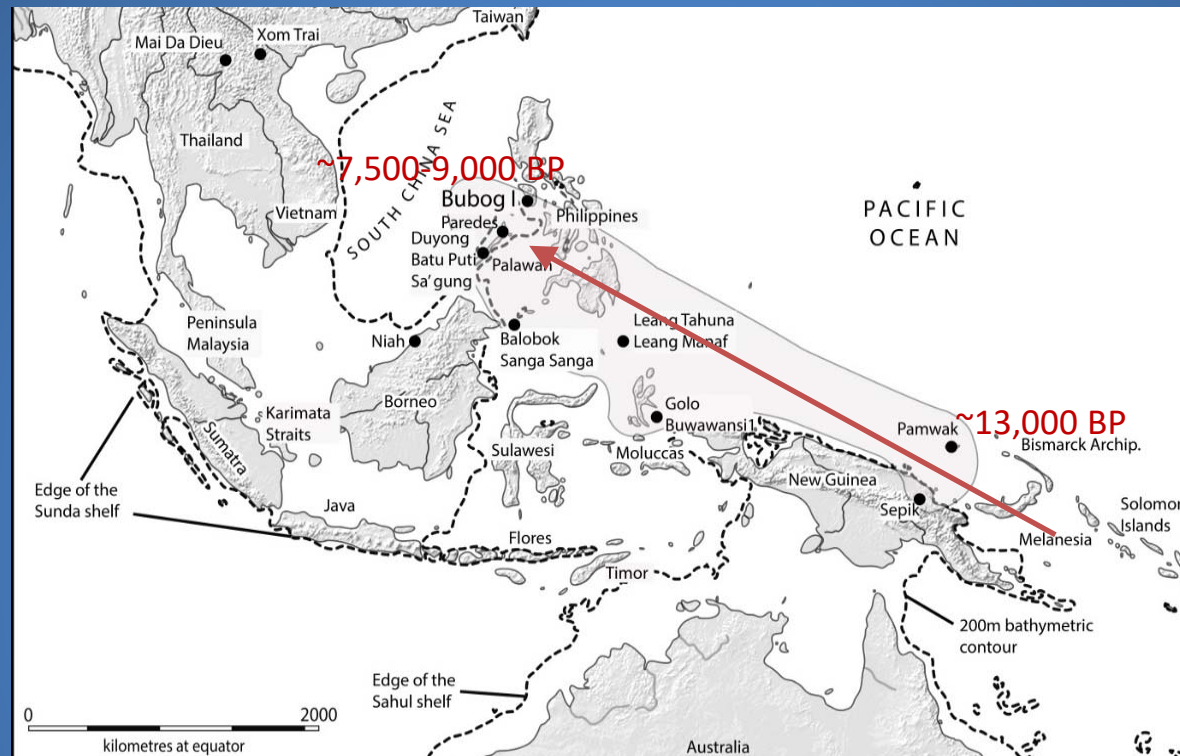 Taiwan
Mai Da Dieu
Xom Trai
Thailand
SOUTH CHINA SEA
~7,500-9,000 BP
Vietnam
Bubog I
Paredes
Philippines
Duyong
Batu Puti
Sa'gung
Palawan
PACIFIC
OCEAN
Peninsula
Malaysia
Niah
Balobok
Sanga Sanga
Leang Tahuna
Leang Manaf
Karimata
Straits
Borneo
Golo
Buwawansi1
~13,000 BP
Pamwak
Bismarck Archip.
Sumatra
Sulawesi
Moluccas
New Guinea
Edge of the
Sunda shelf
Java
Sepik
Solomon
Islands
Flores
Melanesia
Timor
200m bathymetric
contour
Edge of the
Sahul shelf
0
2000
kilometres at equator
Australia